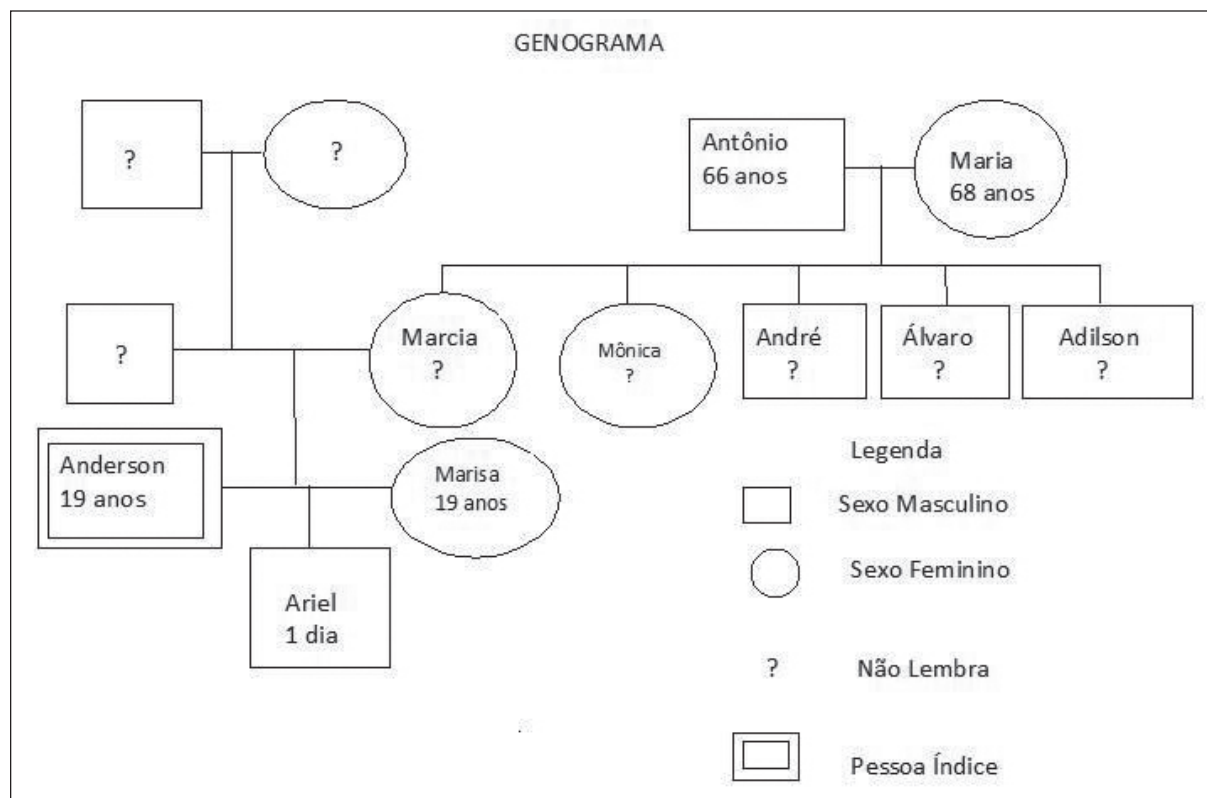 GENOGRAMA
?
?
Antônio
66 anos
Maria
68 anos
?
Marcia
?
Mônica
?
André
?
Álvaro
?
Adilson
?
Anderson
19 anos
Marisa
19 anos
Ariel
1 dia
Legenda
Sexo Masculino
Sexo Feminino
? Não Lembra
Pessoa Índice